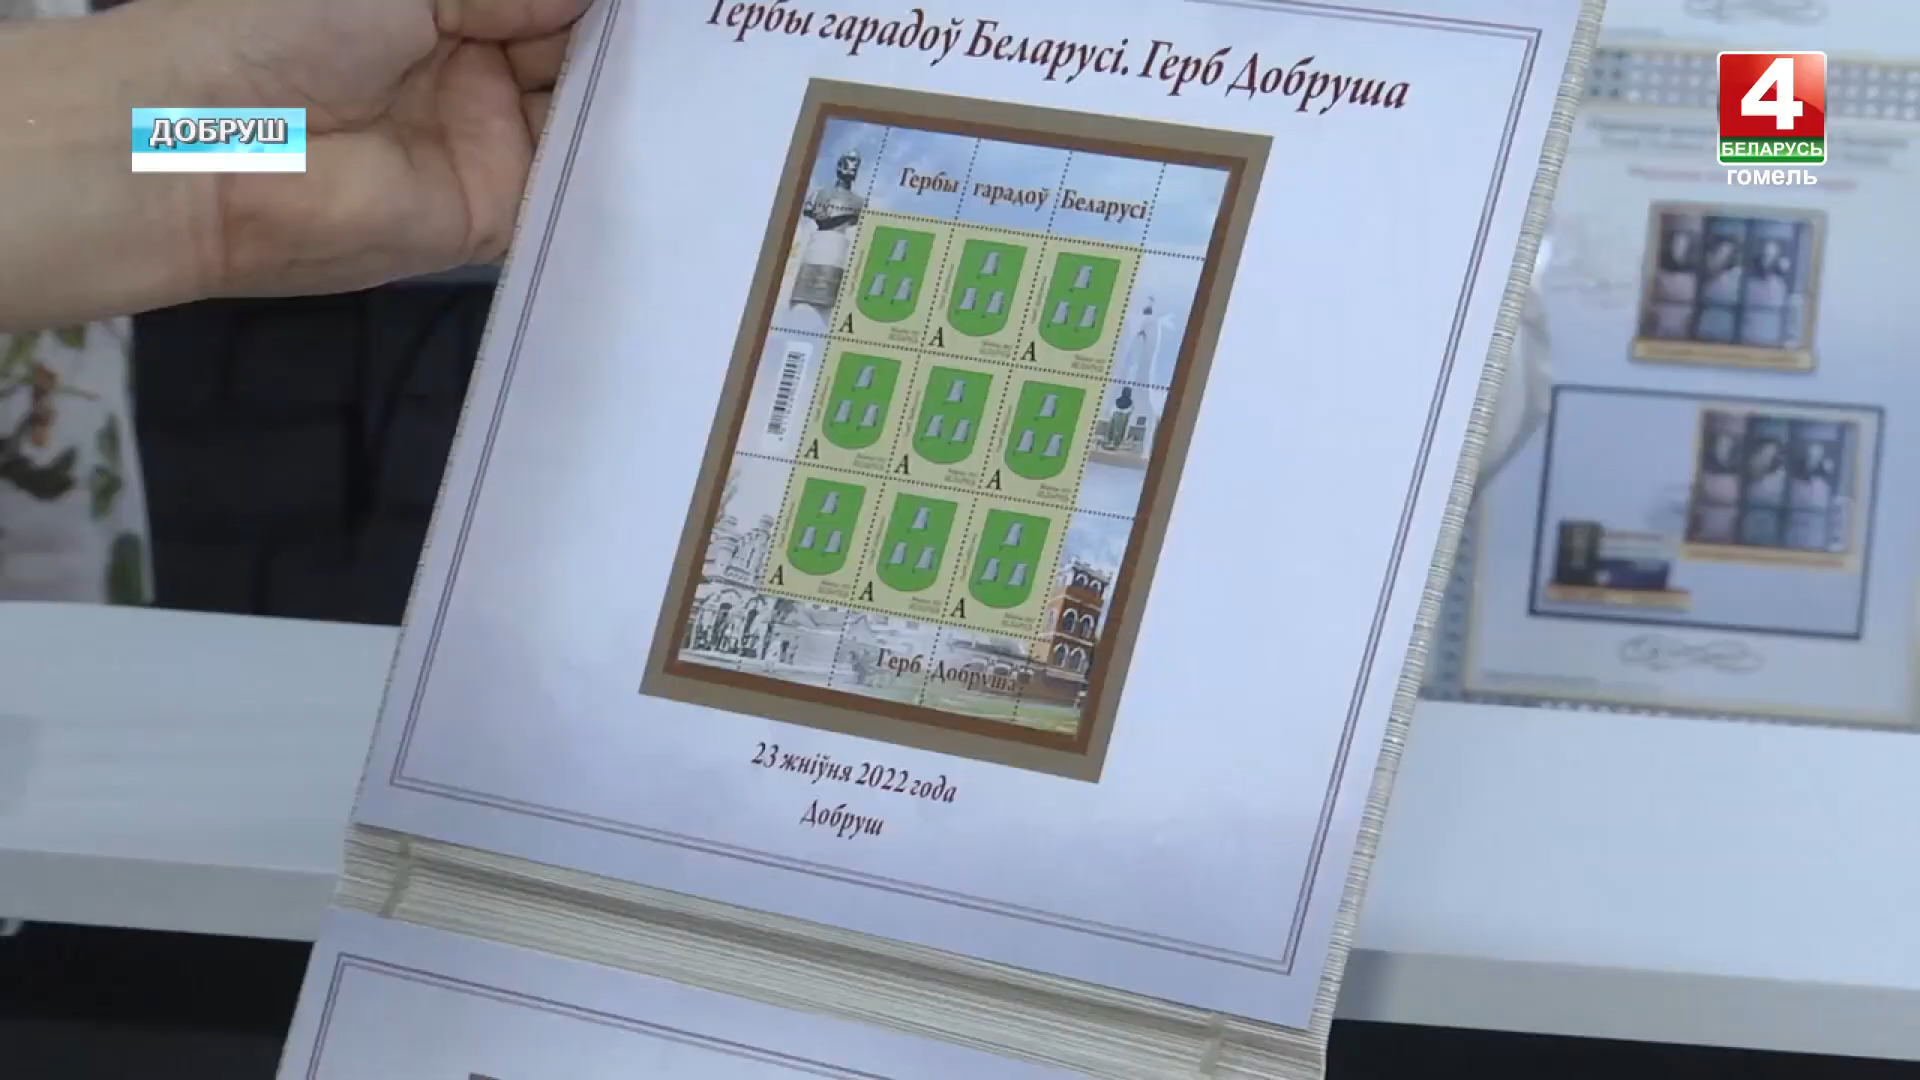 Гербы гарадоў Беларусі. Герб Добруша
ДОБРУШ
4
БЕЛАРУСЬ
гомель
Гербы гарадоў Беларусі
А
А
А
А
А
А
А
А
А
Герб Добруша
23 жніўня 2022 года
Добруш